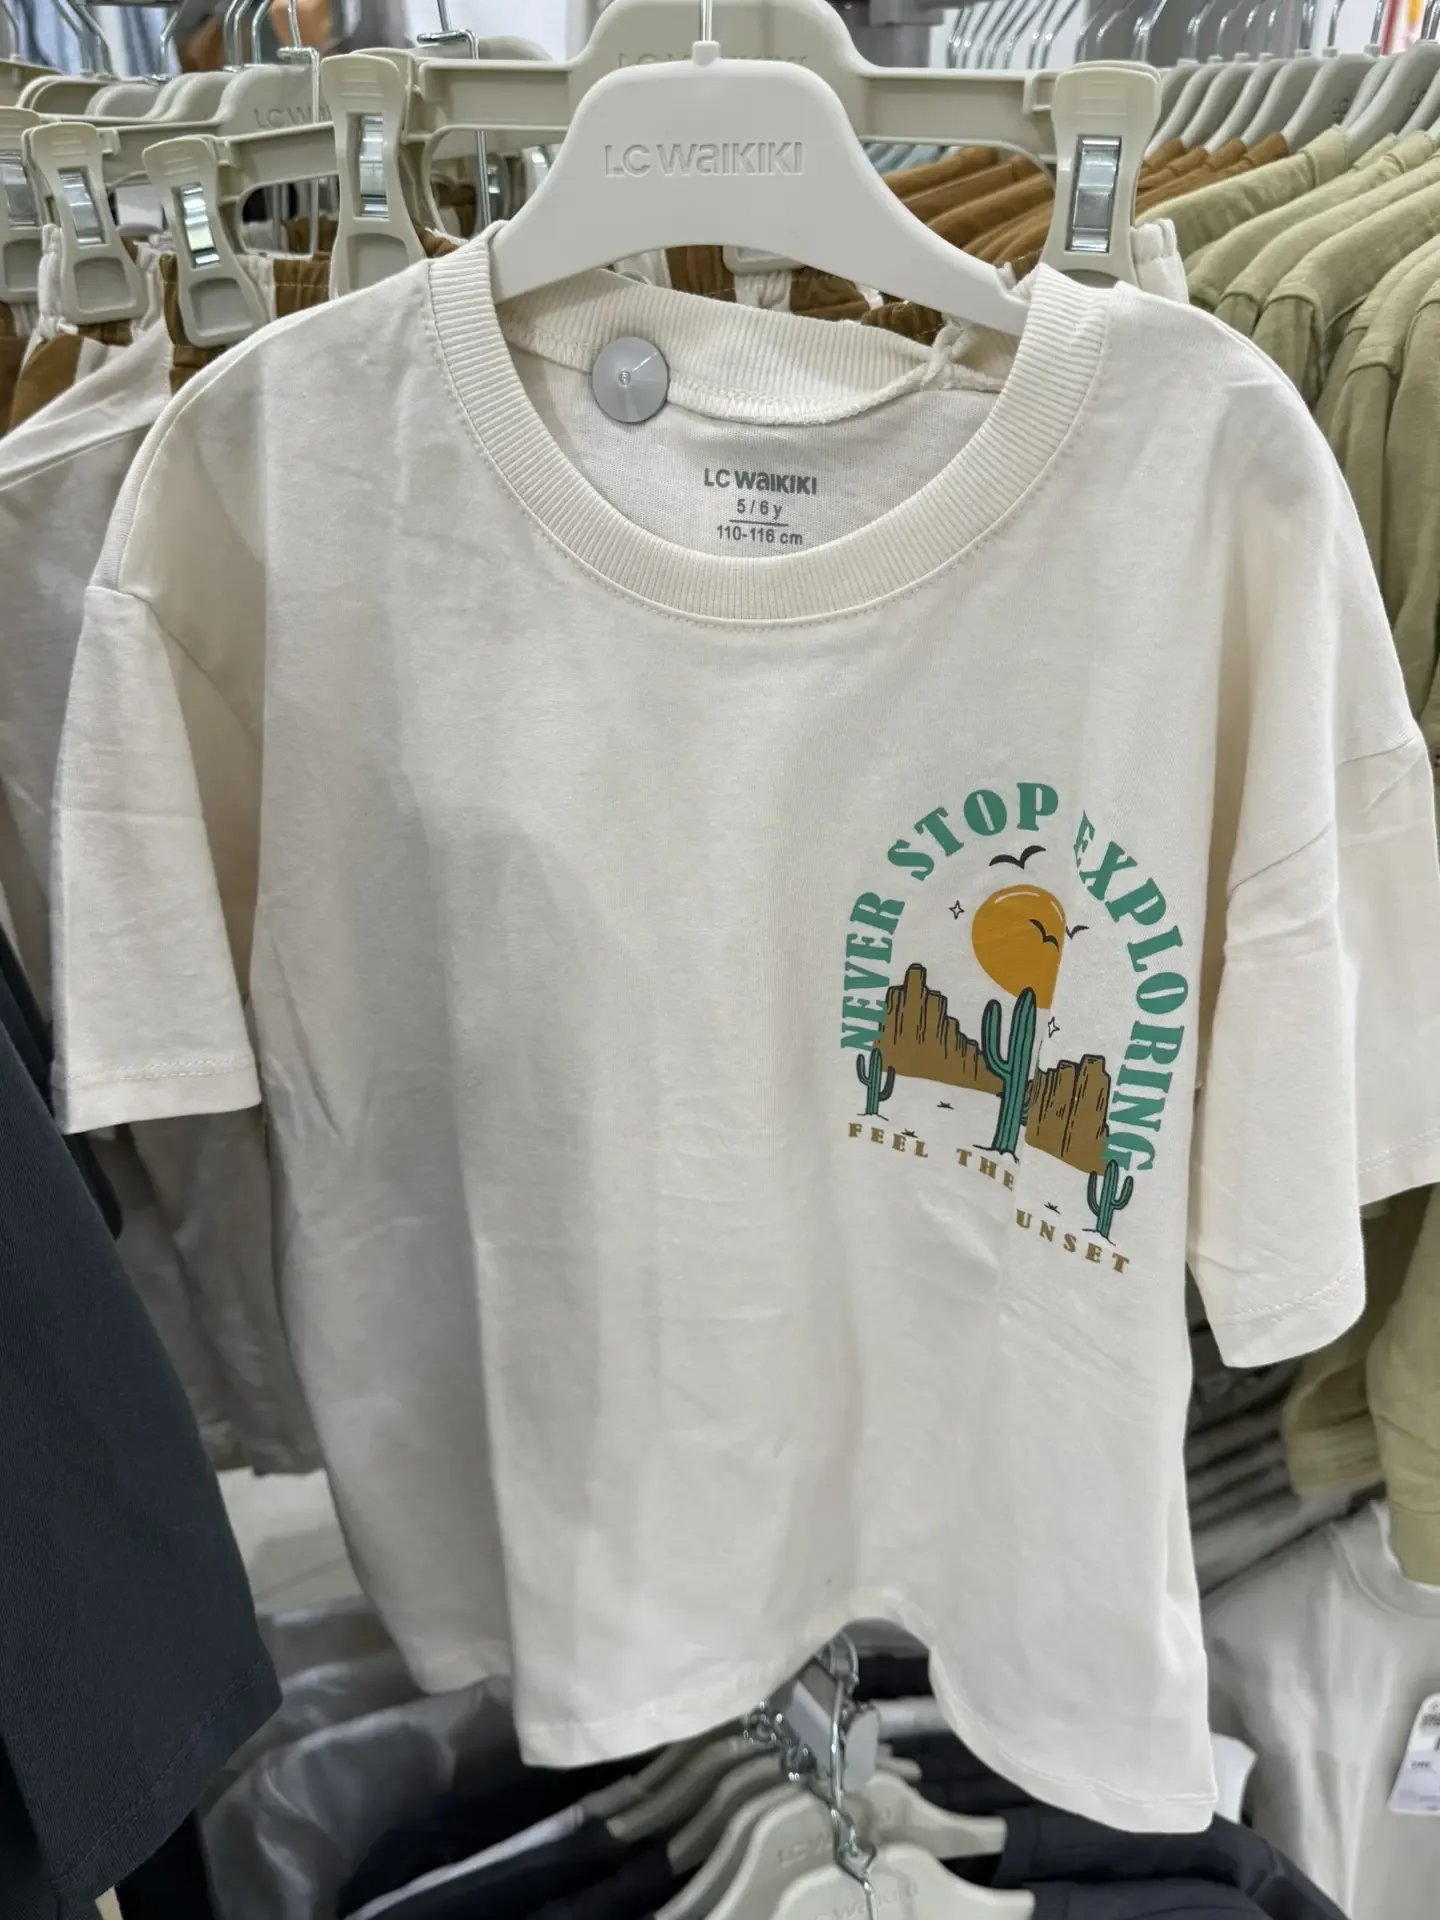 LC WAIKIKI
LC WAIKIKI
5 / 6 y
110-116 cm
NEVER STOP EXPLORING
FEEL THE
UNSET